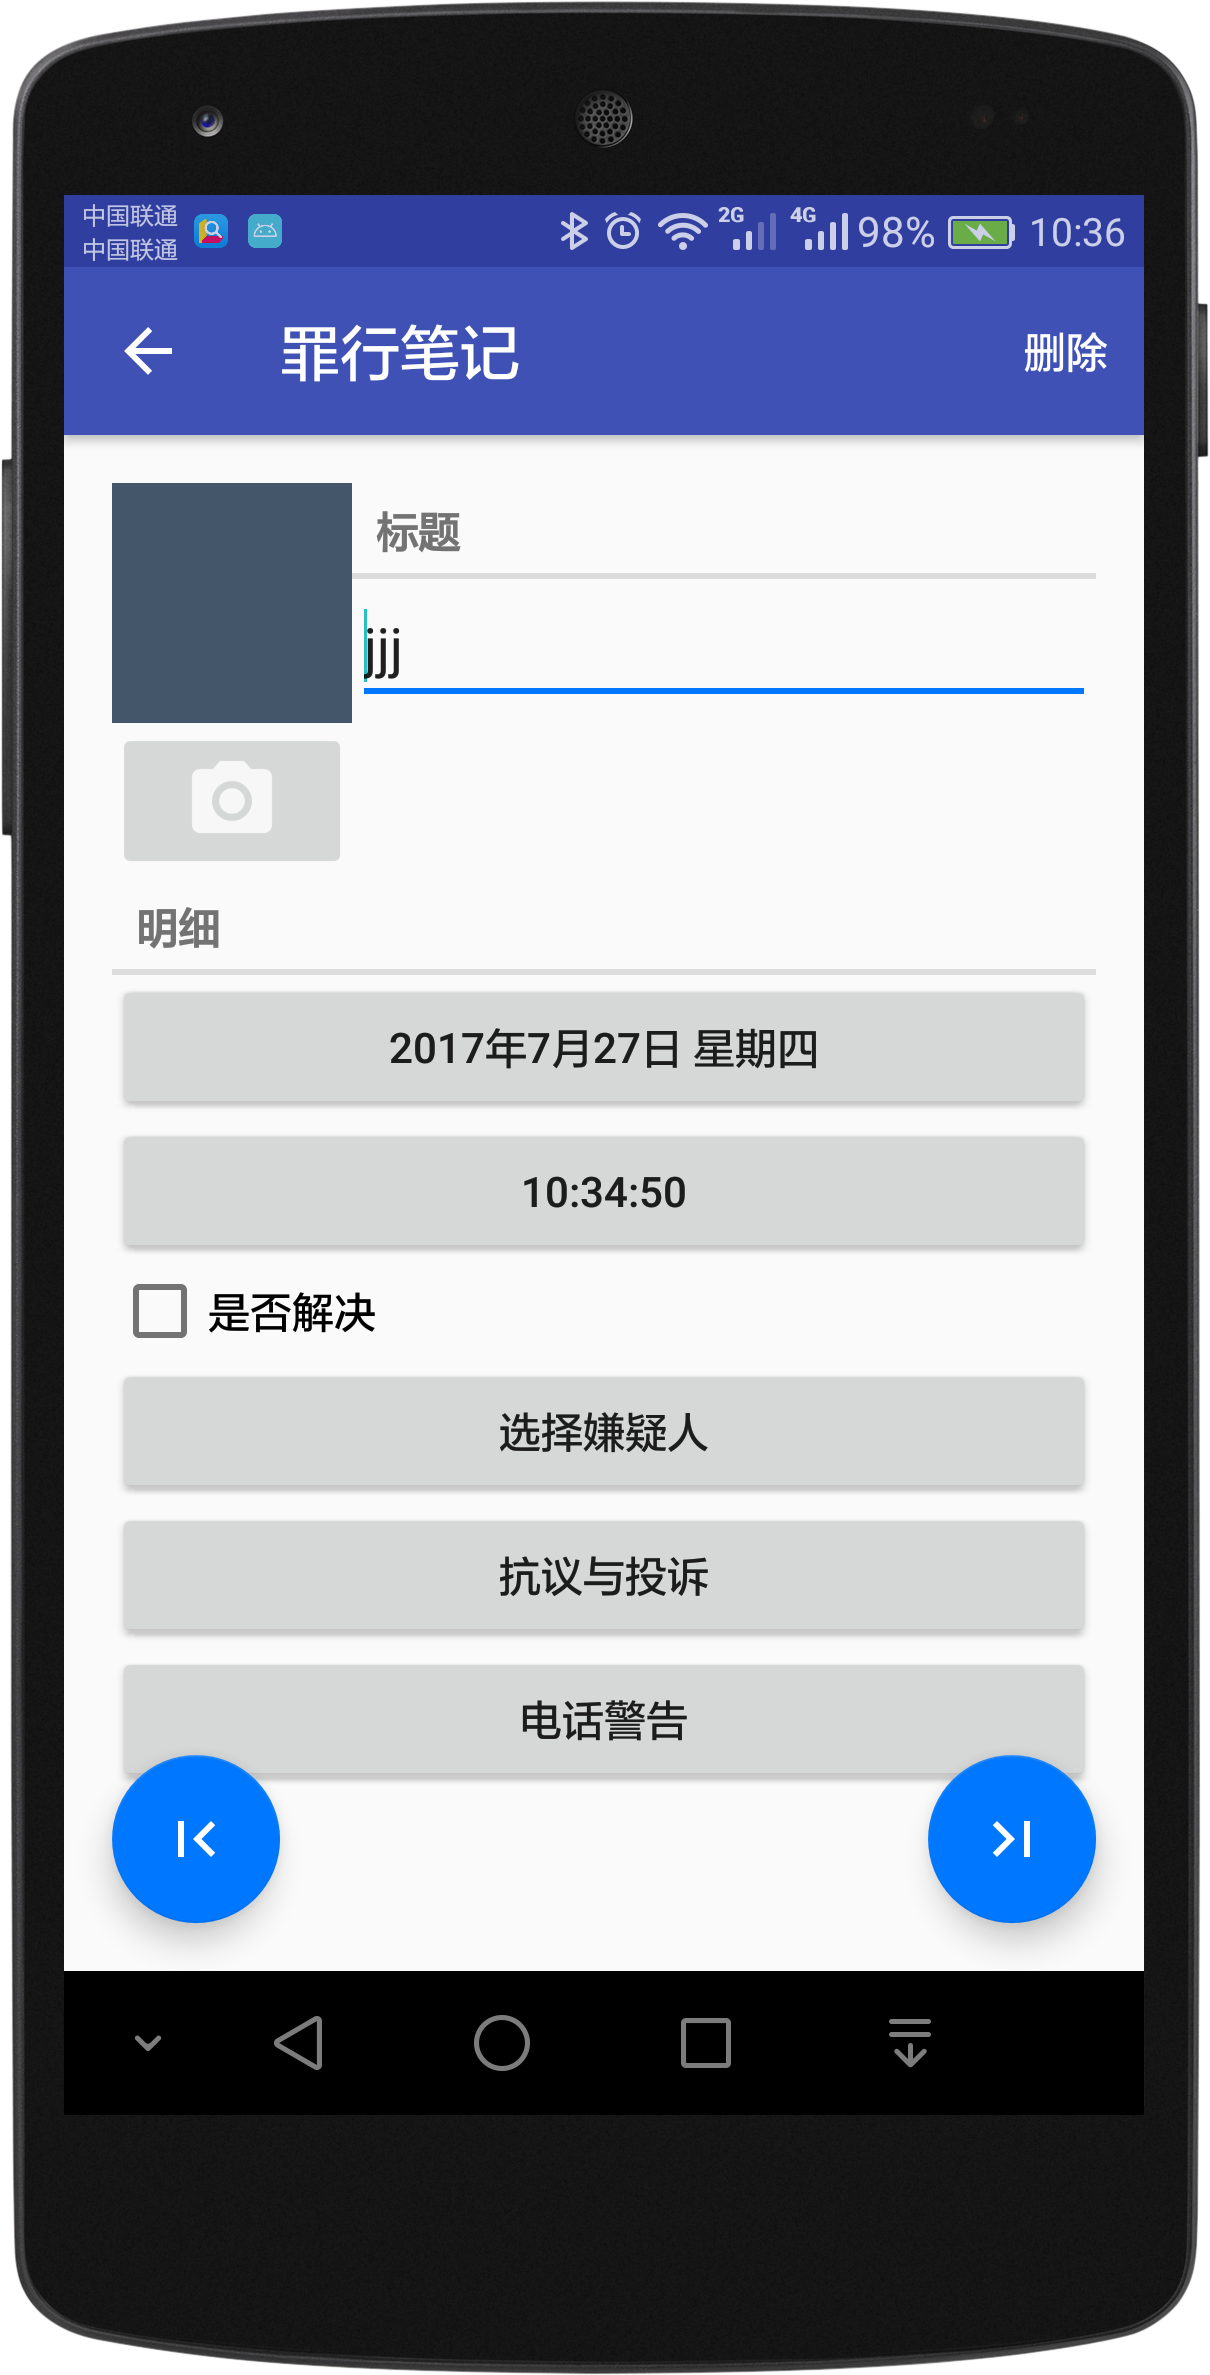 中国联通
中国联通
2G 4G 98% 10:36
罪行笔记 删除
标题
jjj
明细
2017年7月27日 星期四
10:34:50
是否解决
选择嫌疑人
抗议与投诉
电话警告